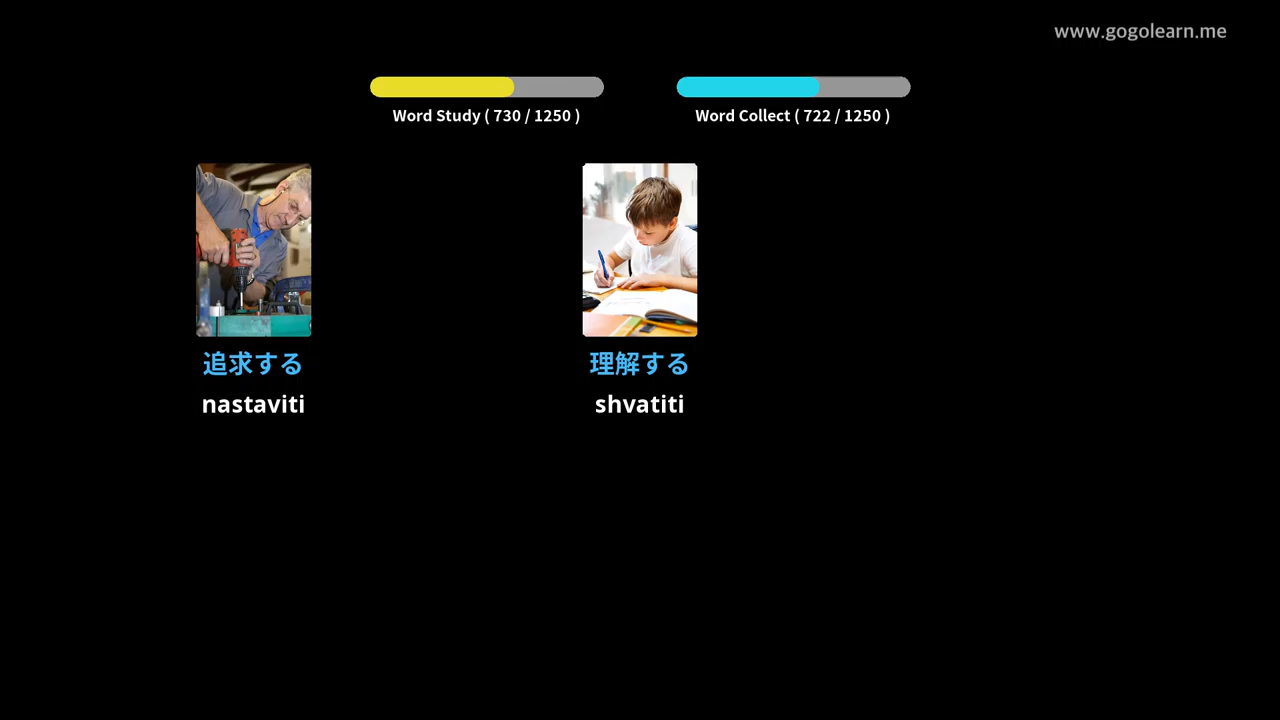 www.gogolearn.me
Word Study ( 730 / 1250 )
Word Collect ( 722 / 1250 )
追求する
理解する
nastaviti
shvatiti